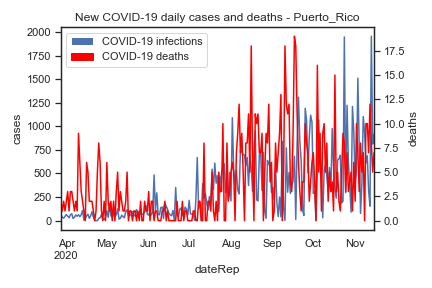 New COVID-19 daily cases and deaths - Puerto_Rico
COVID-19 infections
COVID-19 deaths
2000
1750
1500
1250
1000
750
500
250
0
cases
17.5
15.0
12.5
10.0
7.5
5.0
2.5
0.0
deaths
Apr May Jun Jul Aug Sep Oct Nov
2020
dateRep